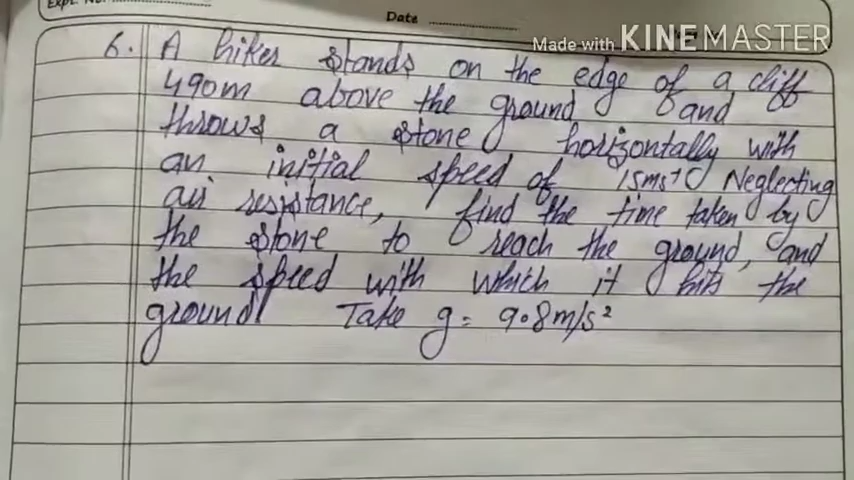 Expt. No.
Date
Made with KINEMASTER
6. A hiker stands on the edge of a cliff
490m above the ground and
throws a stone horizontally with
an initial speed of 15ms⁻¹ Neglecting
air resistance, find the time taken by
the stone to reach the ground, and
the speed with which it hits the
ground. Take g = 9.8m/s²